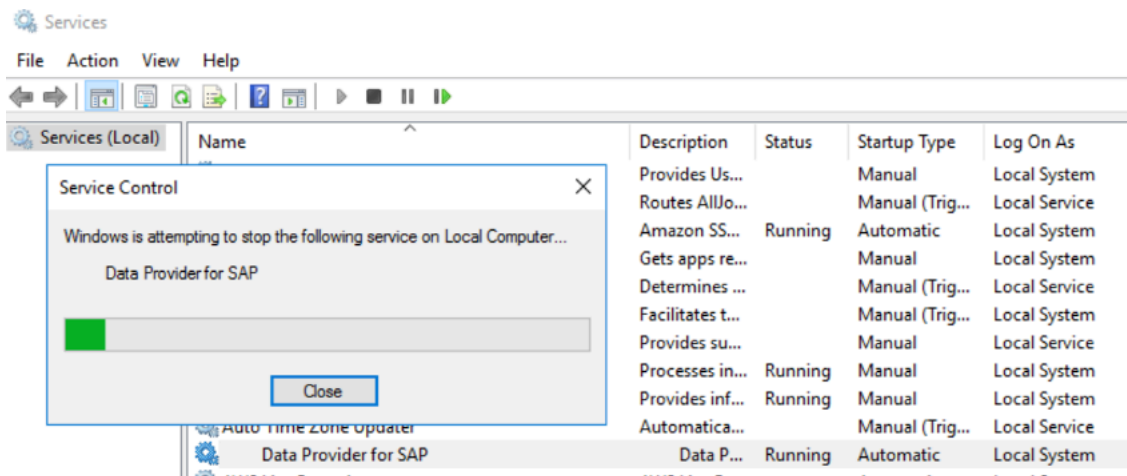 Services
File Action View Help
Services (Local)
Name Description Status Startup Type Log On As
Provides Us... Manual Local System
Routes AllJo... Manual (Trig... Local Service
Amazon SS... Running Automatic Local System
Gets apps re... Manual Local System
Determines ... Manual (Trig... Local Service
Facilitates t... Manual (Trig... Local System
Provides su... Manual Local Service
Processes in... Running Manual Local System
Provides inf... Running Manual Local System
Service Control
Windows is attempting to stop the following service on Local Computer...
Data Provider for SAP
Close
Auto Time Zone Updater Automatica... Manual (Trig... Local Service
Data Provider for SAP Data P... Running Automatic Local System